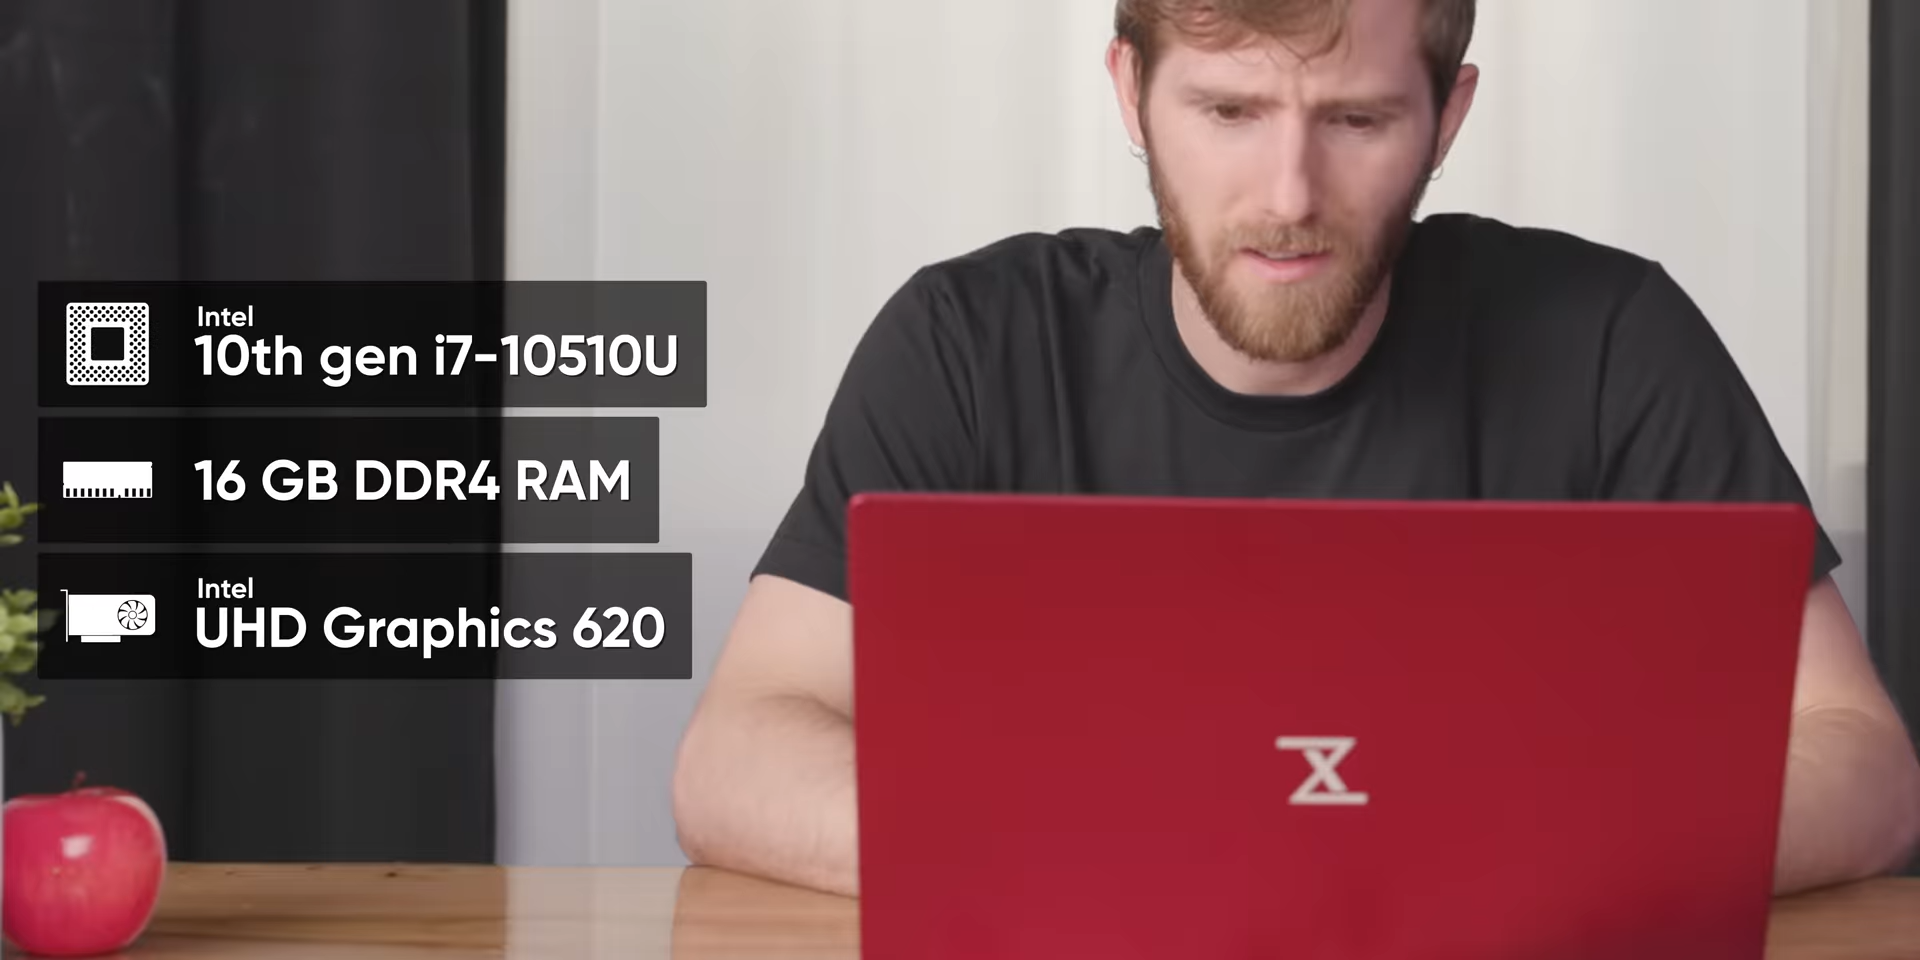 Intel
10th gen i7-10510U
16 GB DDR4 RAM
Intel
UHD Graphics 620